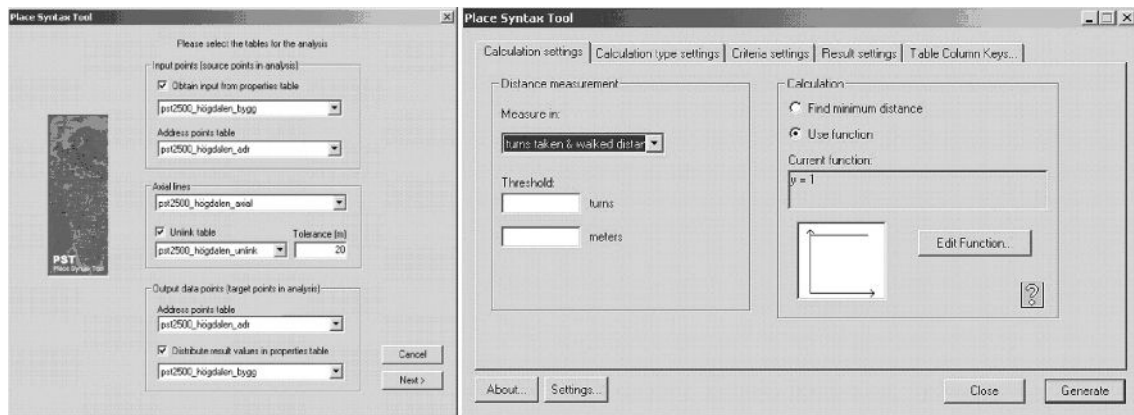 Place Syntax Tool
Please select the tables for the analysis
Input points (source points in analysis)
Obtain input from properties table
pst2500_högdalen_bygg
Address points table
pst2500_högdalen_adr
Axial lines
pst2500_högdalen_axial
Unlink table
Tolerance (m)
pst2500_högdalen_unlink
20
PST
Place Syntax Tool
Output data points (target points in analysis)
Address points table
pst2500_högdalen_adr
Distribute result values in properties table
pst2500_högdalen_bygg
Cancel
Next >
Place Syntax Tool
Calculation settings
Calculation type settings
Criteria settings
Result settings
Table Column Keys...
Distance measurement
Measure in:
turns taken & walked distar
Threshold:
turns
meters
Calculation
Find minimum distance
Use function
Current function:
y = 1
Edit Function...
?
About...
Settings...
Close
Generate